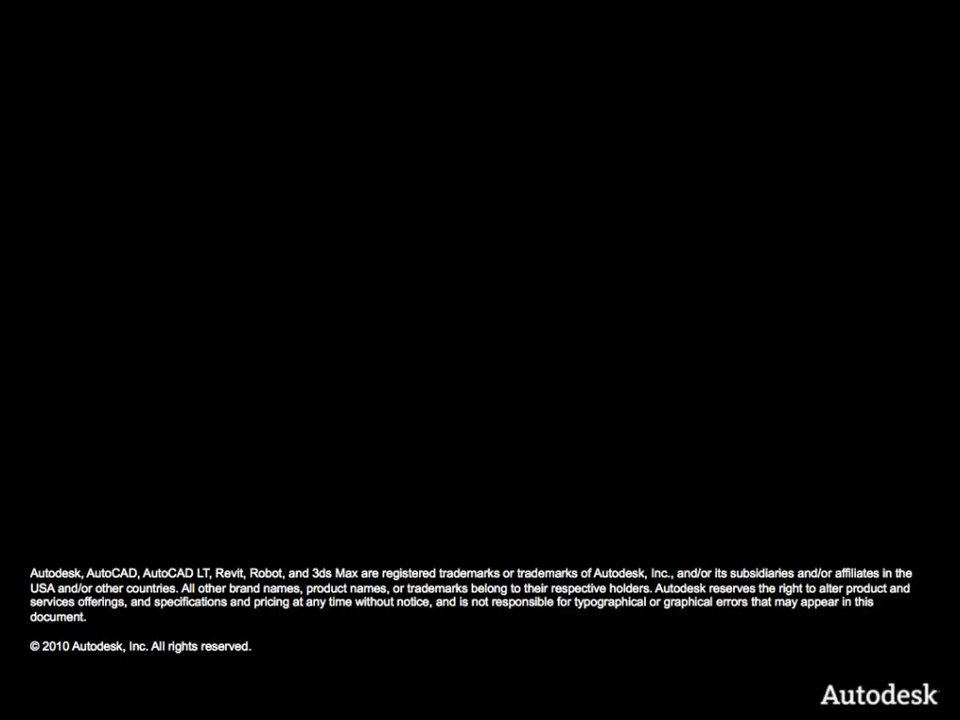 Autodesk, AutoCAD, AutoCAD LT, Revit, Robot, and 3ds Max are registered trademarks or trademarks of Autodesk, Inc., and/or its subsidiaries and/or affiliates in the
USA and/or other countries. All other brand names, product names, or trademarks belong to their respective holders. Autodesk reserves the right to alter product and
services offerings, and specifications and pricing at any time without notice, and is not responsible for typographical or graphical errors that may appear in this
document.
© 2010 Autodesk, Inc. All rights reserved.
Autodesk